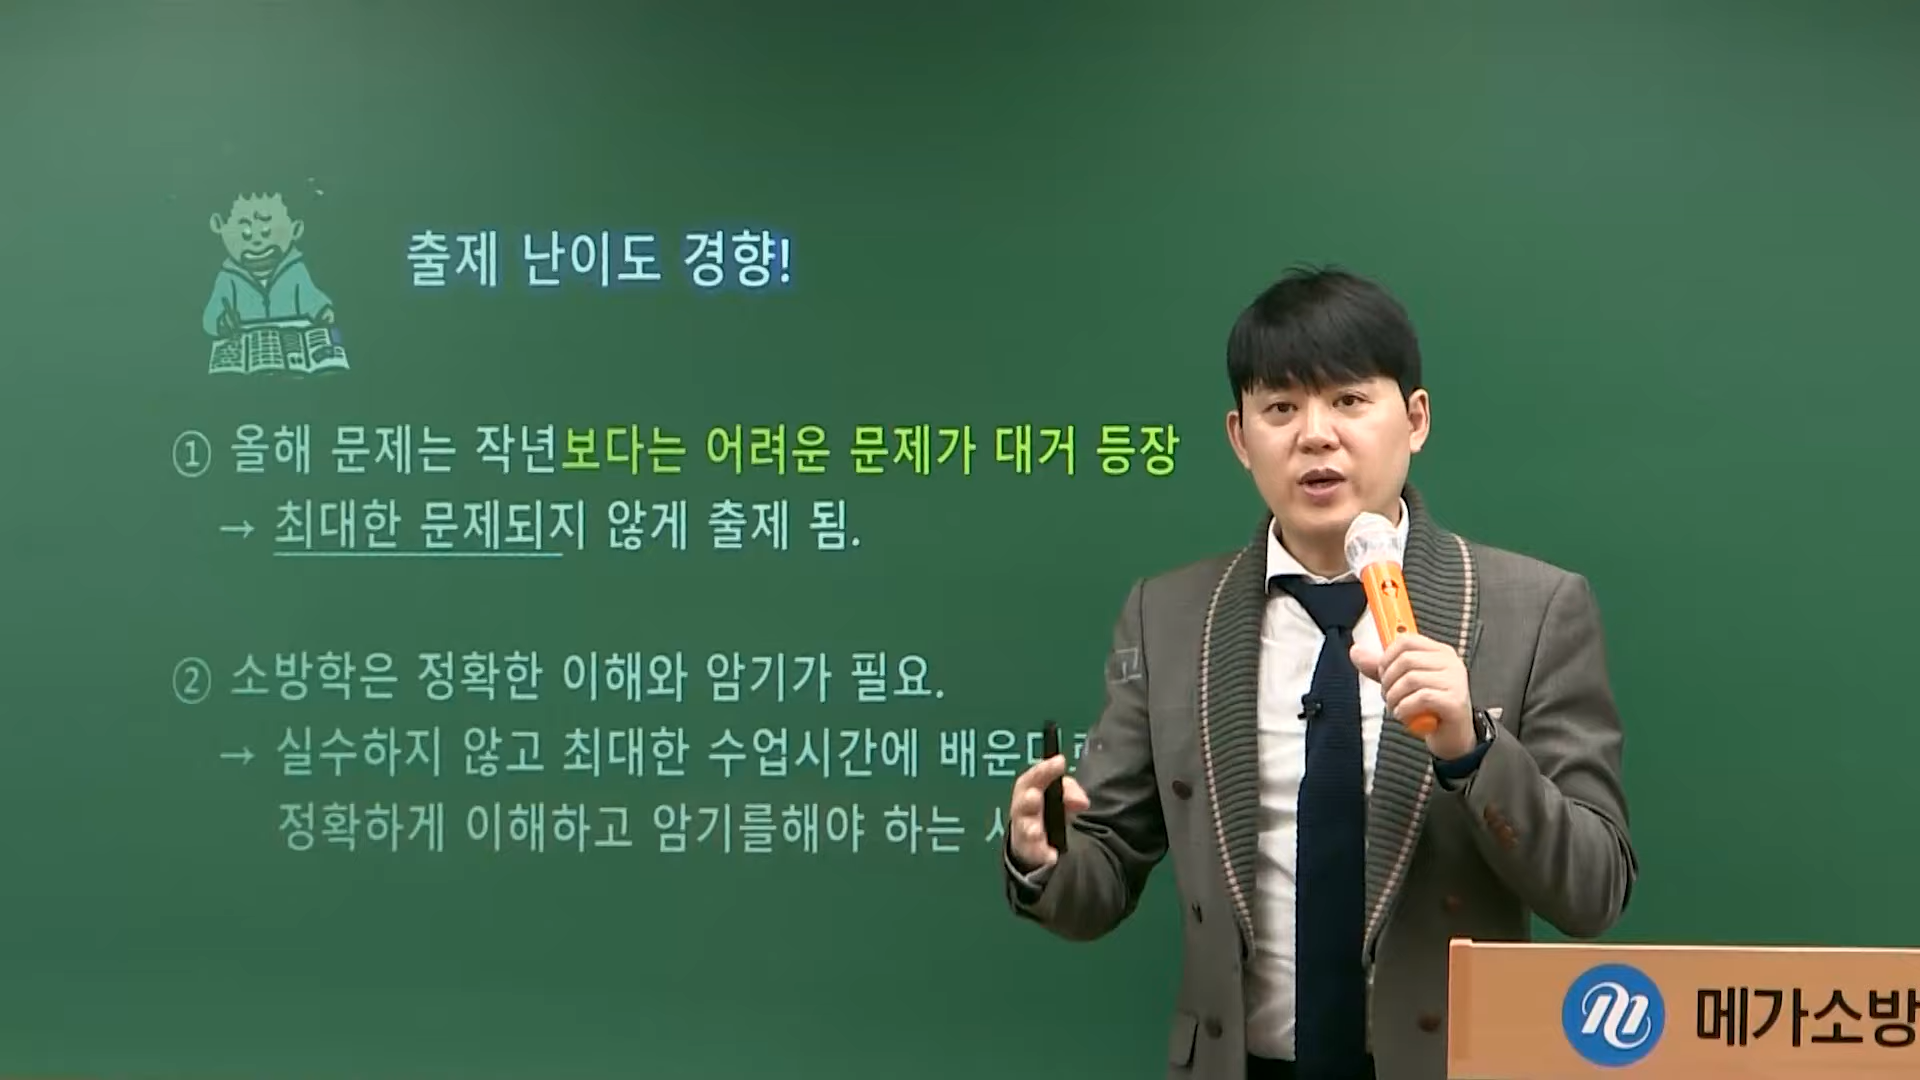 출제 난이도 경향!
① 올해 문제는 작년보다는 어려운 문제가 대거 등장
→ 최대한 문제되지 않게 출제 됨.
② 소방학은 정확한 이해와 암기가 필요.
→ 실수하지 않고 최대한 수업시간에
정확하게 이해하고 암기를해야 하는
메가소방